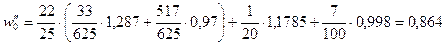 w = 22/25 · (33/625 · 1,287 + 517/625 · 0,97) + 1/20 · 1,1785 + 7/100 · 0,998 = 0,864